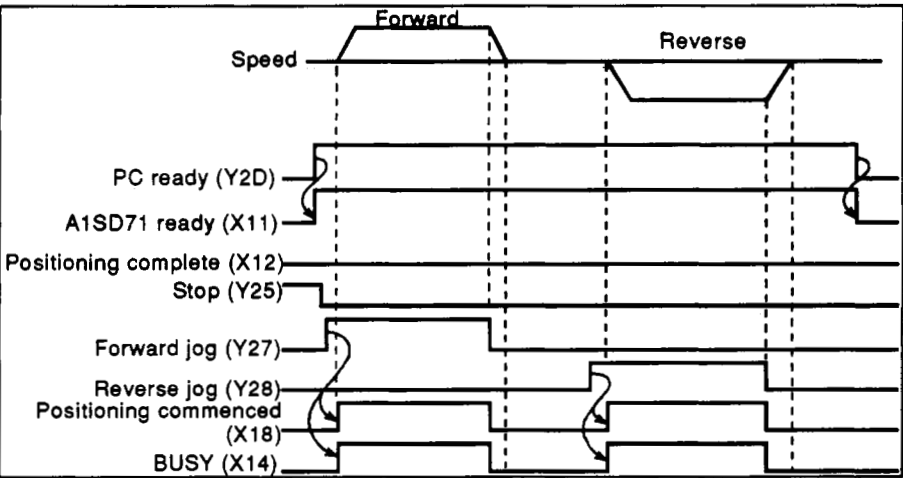 Forward
Speed
Reverse
PC ready (Y2D)
A1SD71 ready (X11)
Positioning complete (X12)
Stop (Y25)
Forward jog (Y27)
Reverse jog (Y28)
Positioning commenced
(X18)
BUSY (X14)